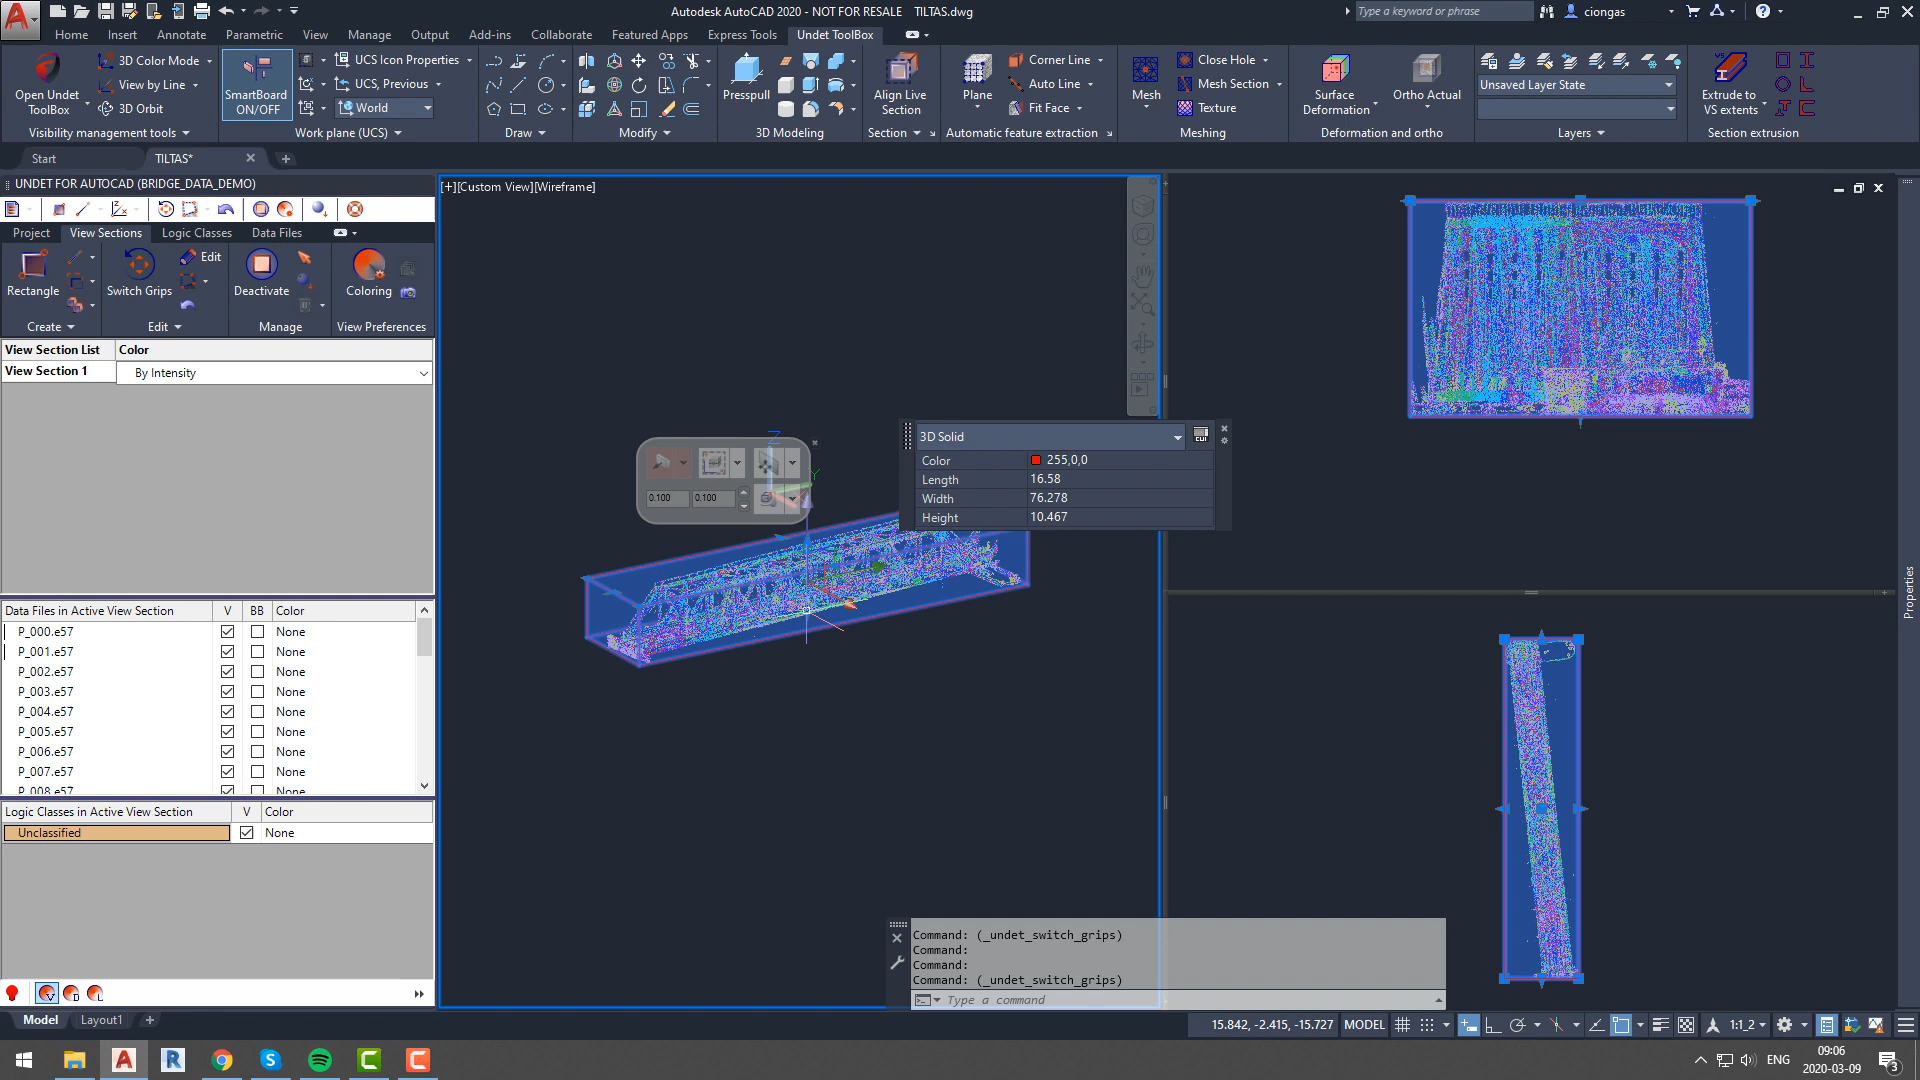 Autodesk AutoCAD 2020 - NOT FOR RESALE TILTAS.dwg
Type a keyword or phrase
ciongas
Home Insert Annotate Parametric View Manage Output Add-ins Collaborate Featured Apps Express Tools Undet ToolBox
Open Undet ToolBox
3D Color Mode
View by Line
3D Orbit
Visibility management tools
SmartBoard ON/OFF
UCS Icon Properties
UCS, Previous
World
Work plane (UCS)
Draw
Modify
Presspull
3D Modeling
Align Live Section
Section
Plane
Corner Line
Auto Line
Fit Face
Automatic feature extraction
Mesh
Close Hole
Mesh Section
Texture
Meshing
Surface Deformation
Ortho Actual
Deformation and ortho
Unsaved Layer State
Layers
Extrude to VS extents
Section extrusion
Start
TILTAS*
UNDET FOR AUTOCAD (BRIDGE_DATA_DEMO)
Project View Sections Logic Classes Data Files
Rectangle
Create
Switch Grips
Edit
Edit
Deactivate
Manage
Coloring
View Preferences
View Section List Color
View Section 1 By Intensity
Data Files in Active View Section V BB Color
P_000.e57 None
P_001.e57 None
P_002.e57 None
P_003.e57 None
P_004.e57 None
P_005.e57 None
P_006.e57 None
P_007.e57 None
P_008.e57 None
Logic Classes in Active View Section V Color
Unclassified None
[+][Custom View][Wireframe]
0.100 0.100
Z
Y
3D Solid
Color 255,0,0
Length 16.58
Width 76.278
Height 10.467
Properties
Command: (_undet_switch_grips)
Command:
Command:
Command: (_undet_switch_grips)
Type a command
Model Layout1
15.842, -2.415, -15.727 MODEL
1:1_2
ENG
09:06
2020-03-09
3